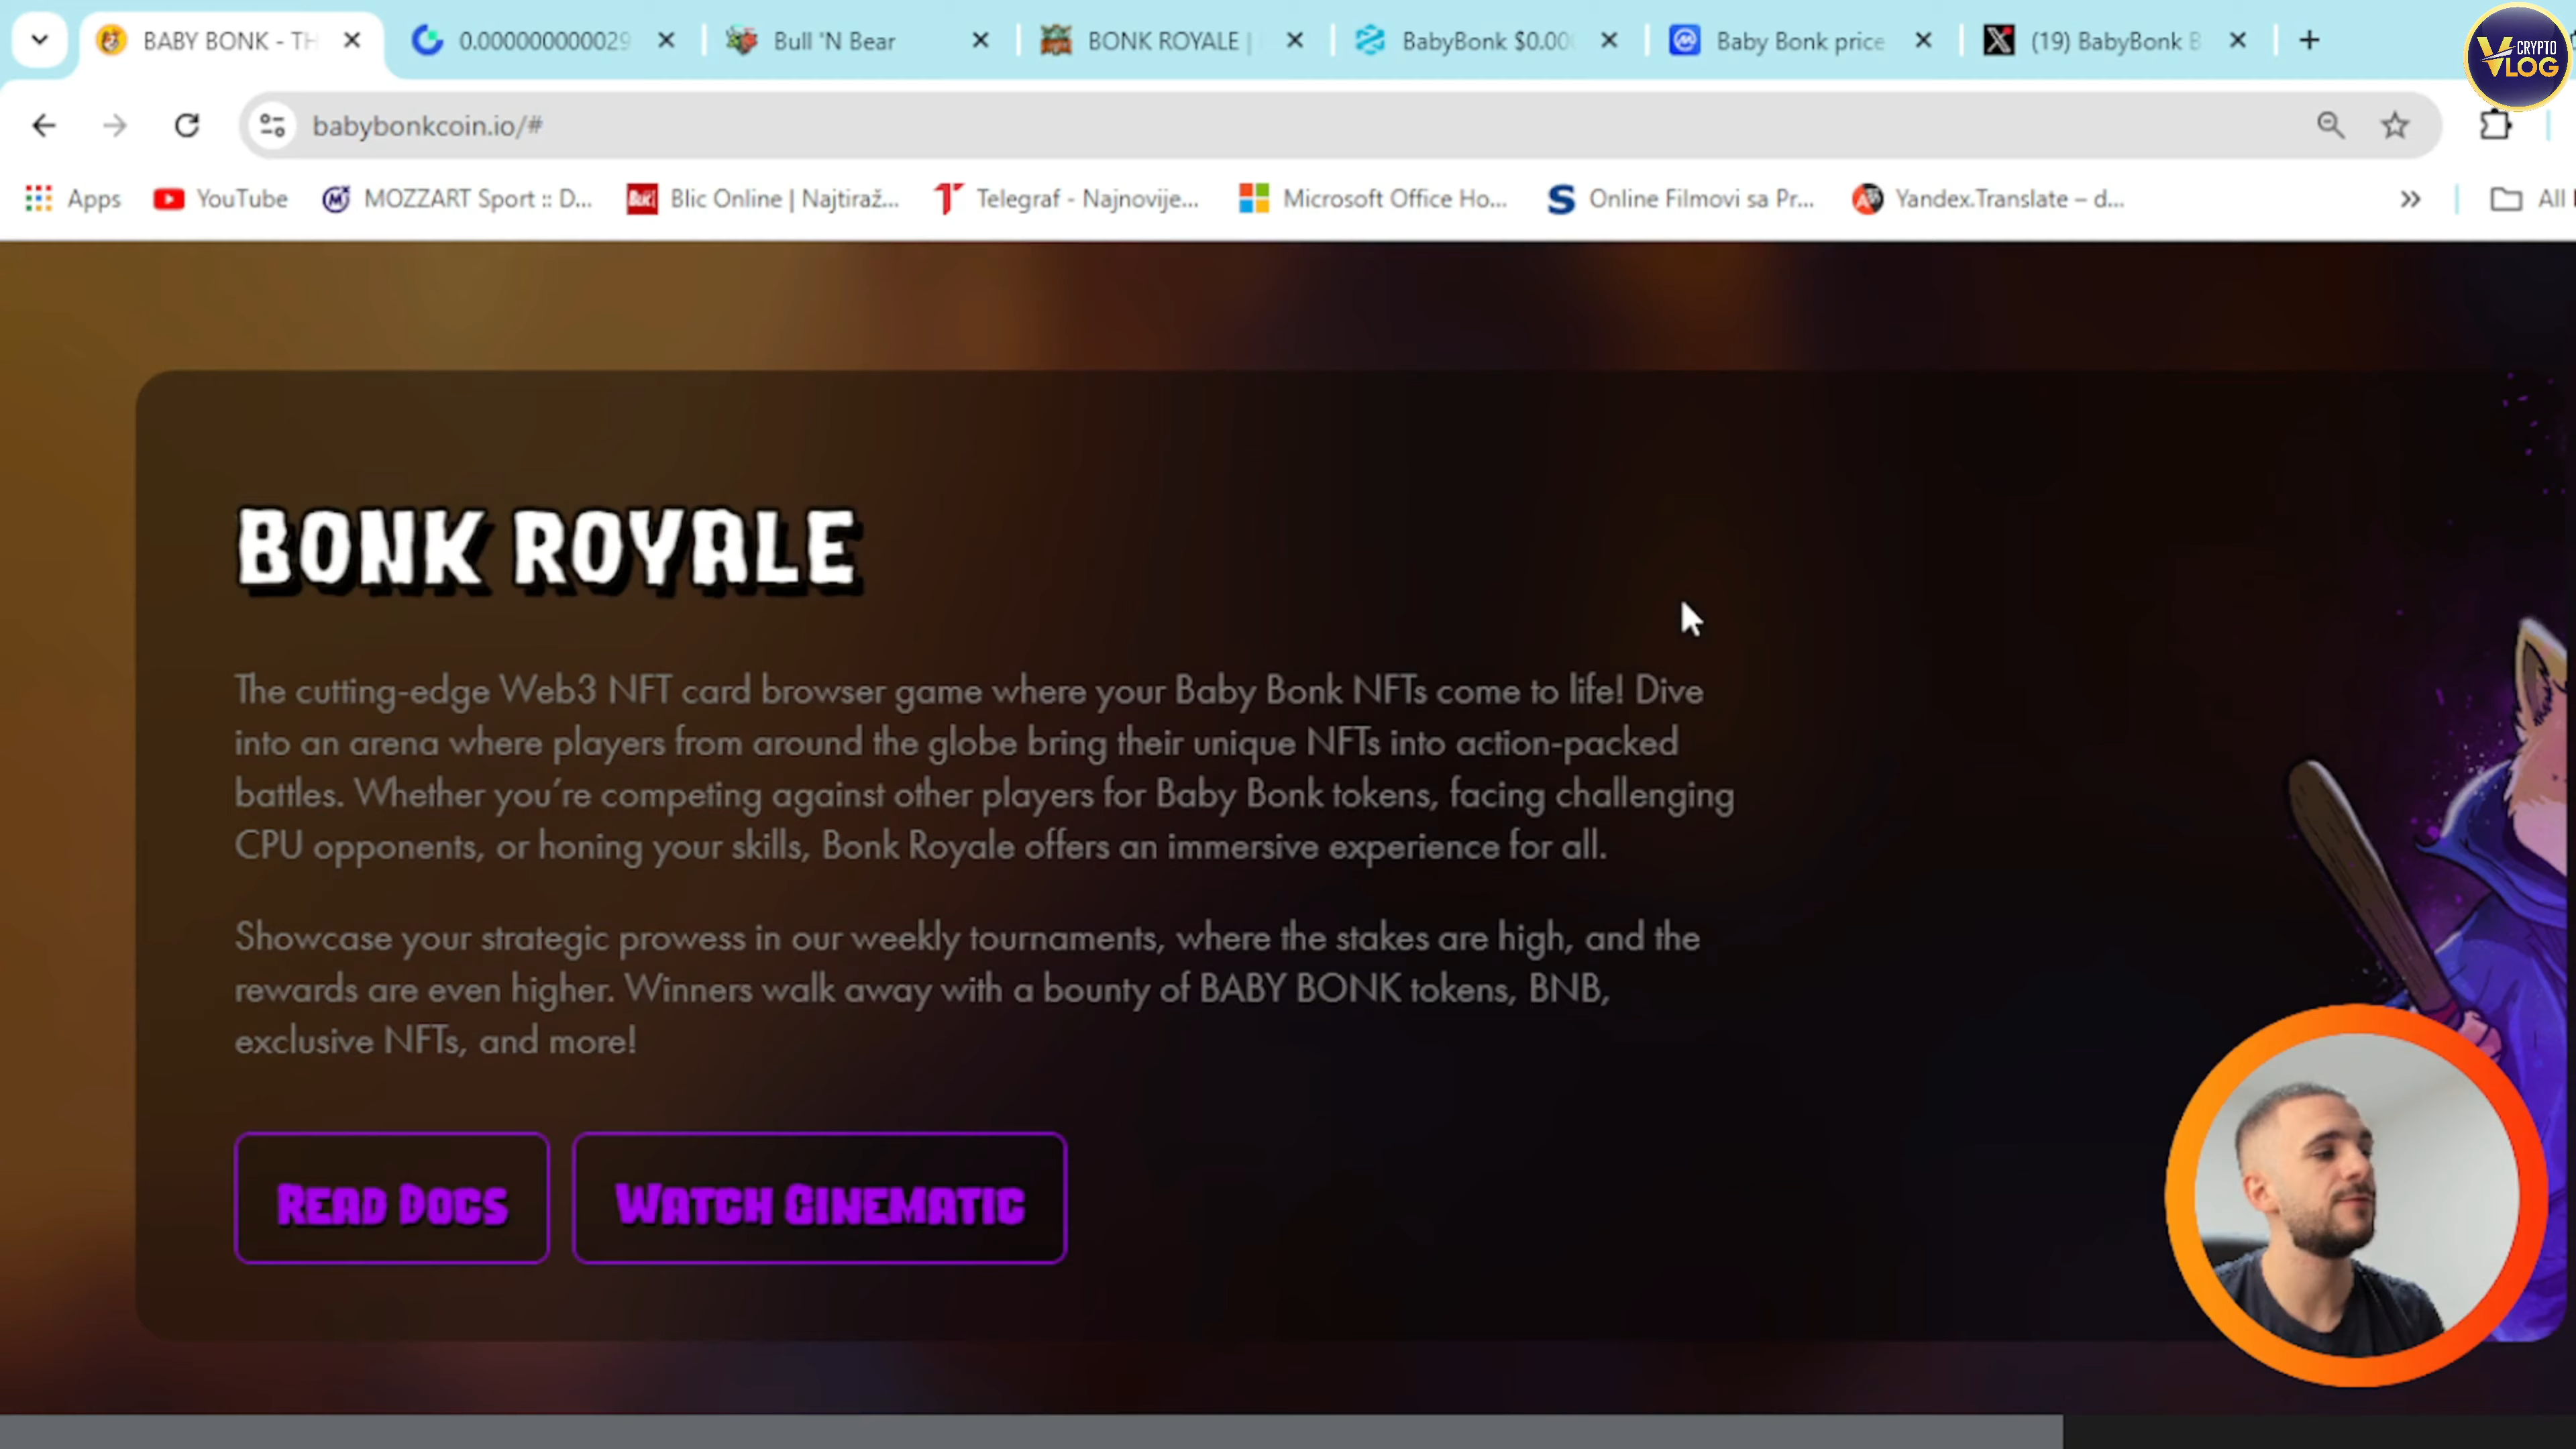 BABY BONK - TH
0.000000000029
Bull 'N Bear
BONK ROYALE |
BabyBonk $0.00
Baby Bonk price
(19) BabyBonk B
CRYPTO
VLOG
babybonkcoin.io/#
Apps
YouTube
MOZZART Sport :: D...
Blic Online | Najtiraž...
Telegraf - Najnovije...
Microsoft Office Ho...
Online Filmovi sa Pr...
Yandex.Translate – d...
All
BONK ROYALE
The cutting-edge Web3 NFT card browser game where your Baby Bonk NFTs come to life! Dive
into an arena where players from around the globe bring their unique NFTs into action-packed
battles. Whether you're competing against other players for Baby Bonk tokens, facing challenging
CPU opponents, or honing your skills, Bonk Royale offers an immersive experience for all.
Showcase your strategic prowess in our weekly tournaments, where the stakes are high, and the
rewards are even higher. Winners walk away with a bounty of BABY BONK tokens, BNB,
exclusive NFTs, and more!
READ DOCS
WATCH CINEMATIC